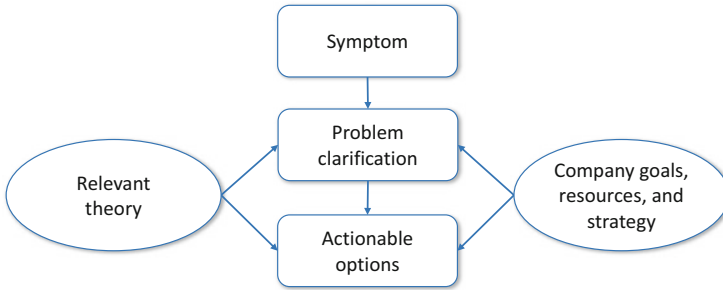 Symptom
Problem
clarification
Relevant
theory
Company goals,
resources, and
strategy
Actionable
options